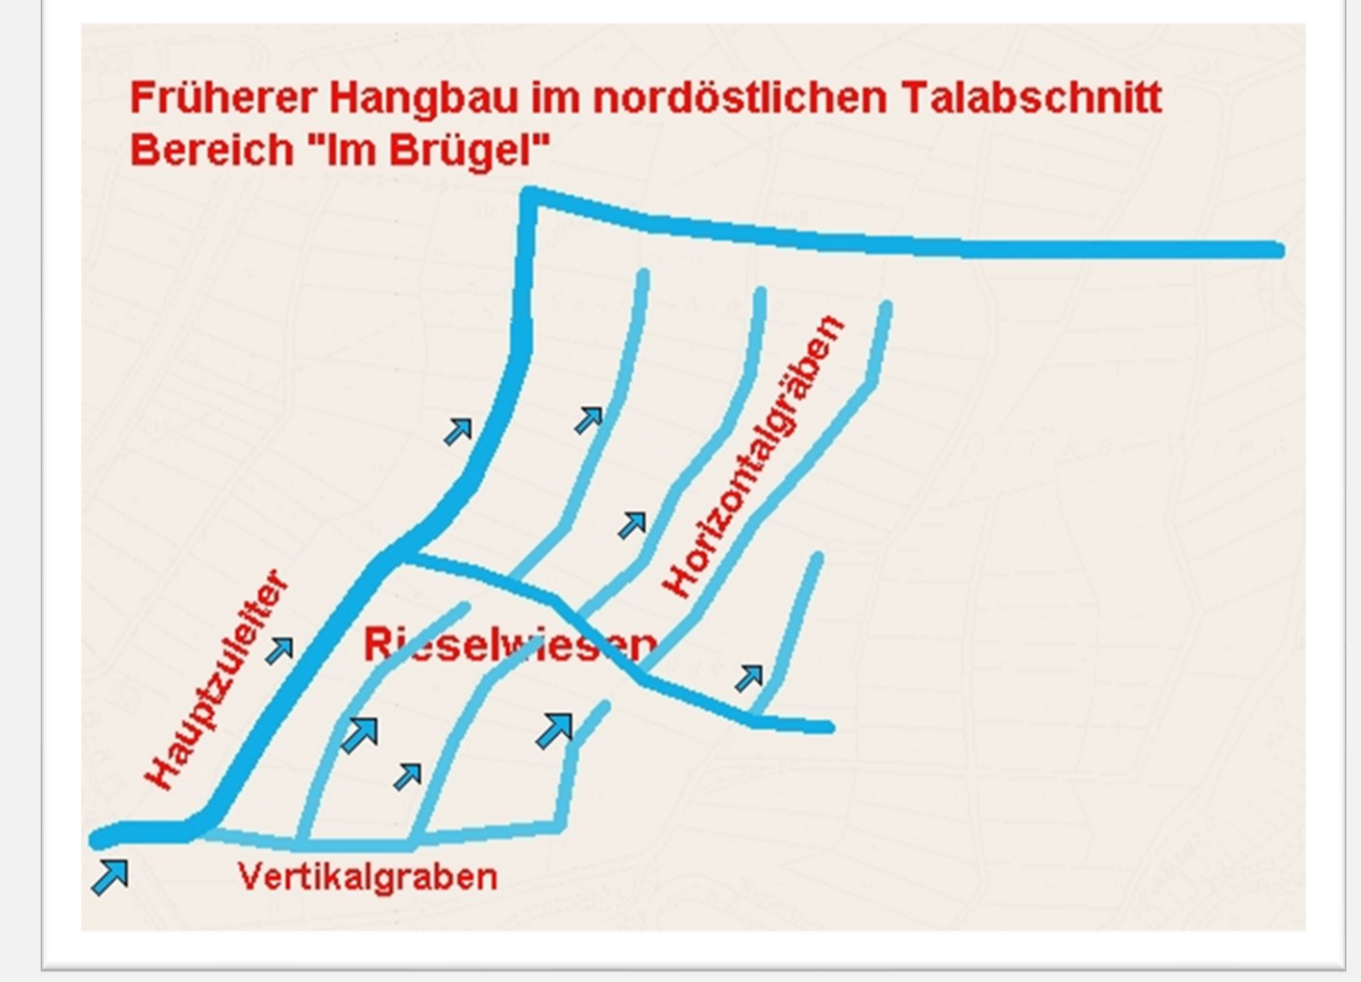 Früherer Hangbau im nordöstlichen Talabschnitt
Bereich "Im Brügel"
Horizontalgräben
Hauptzuleiter
Rieselwiesen
Vertikalgraben